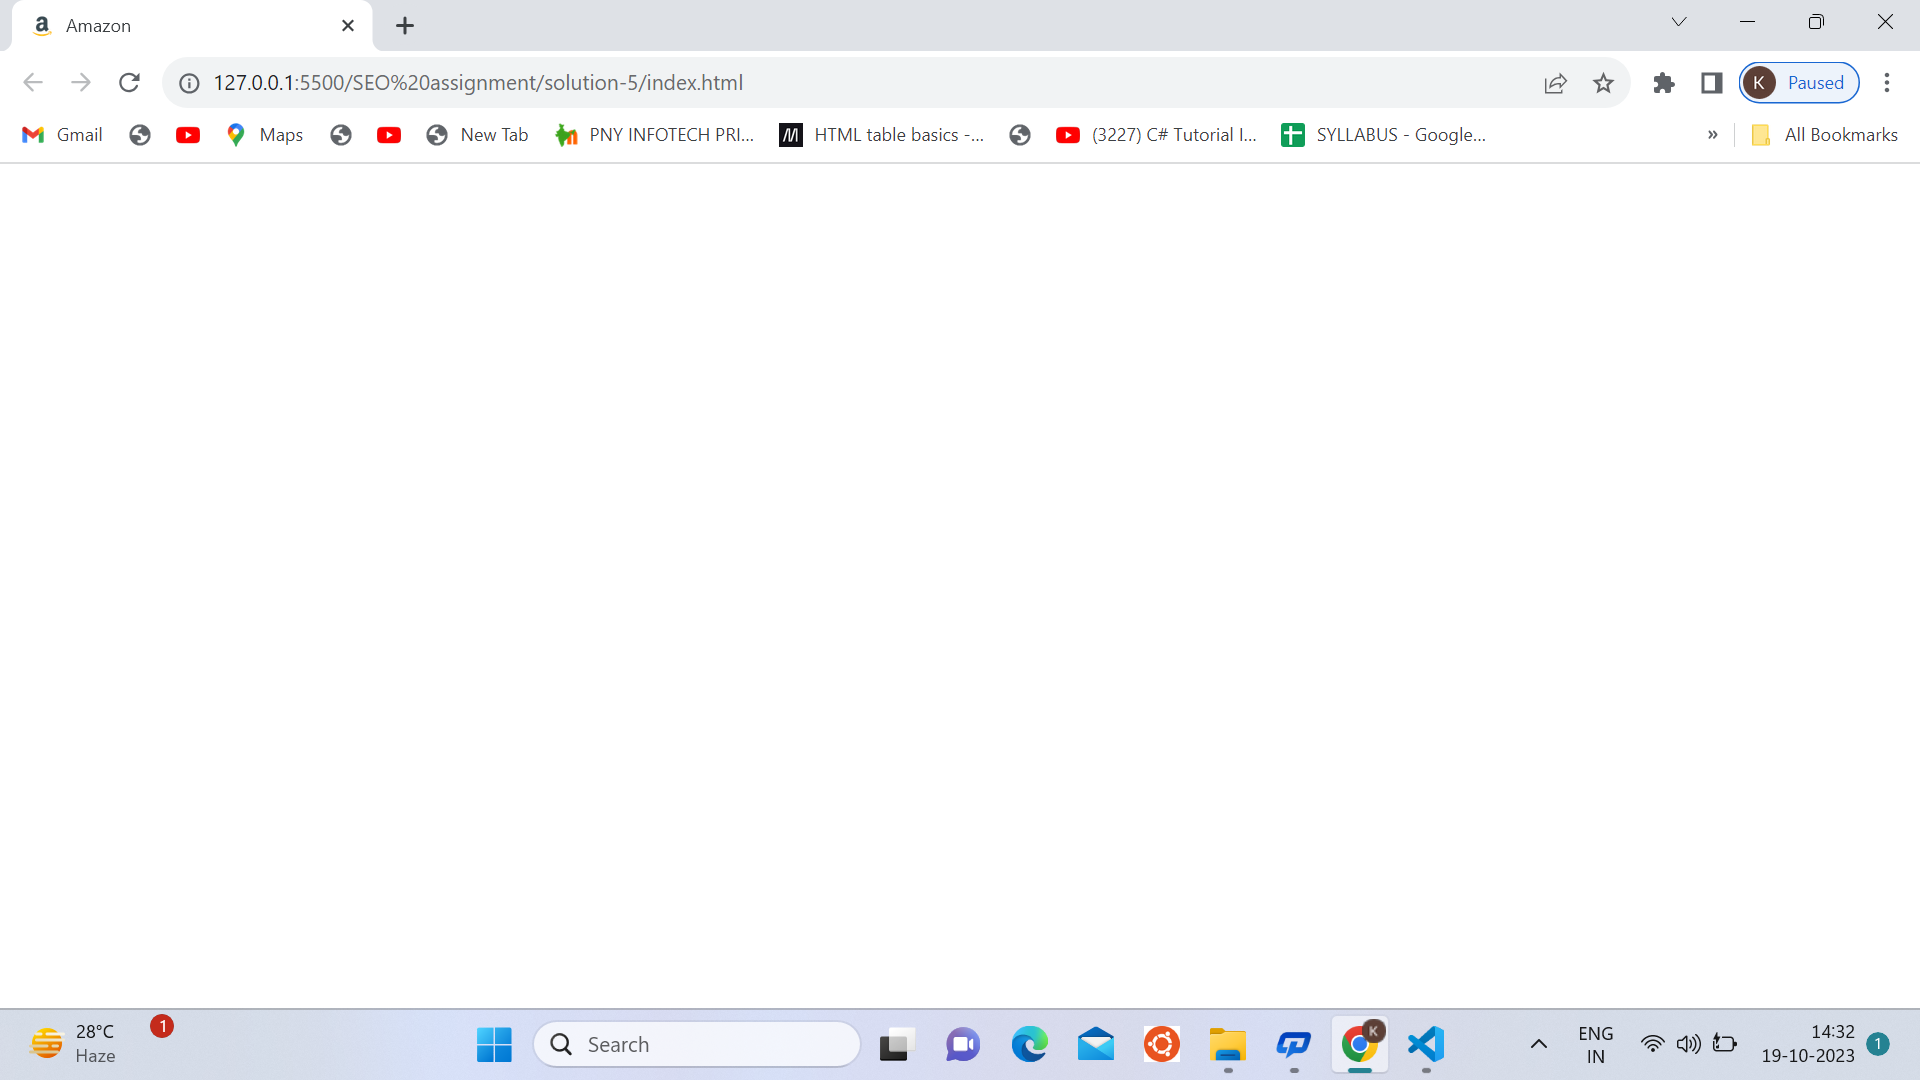 Amazon
127.0.0.1:5500/SEO%20assignment/solution-5/index.html
K Paused
Gmail Maps New Tab PNY INFOTECH PRI... HTML table basics -... (3227) C# Tutorial I... SYLLABUS - Google... » All Bookmarks
28°C
Haze
1
Search
K
ENG
IN
14:32
19-10-2023
1